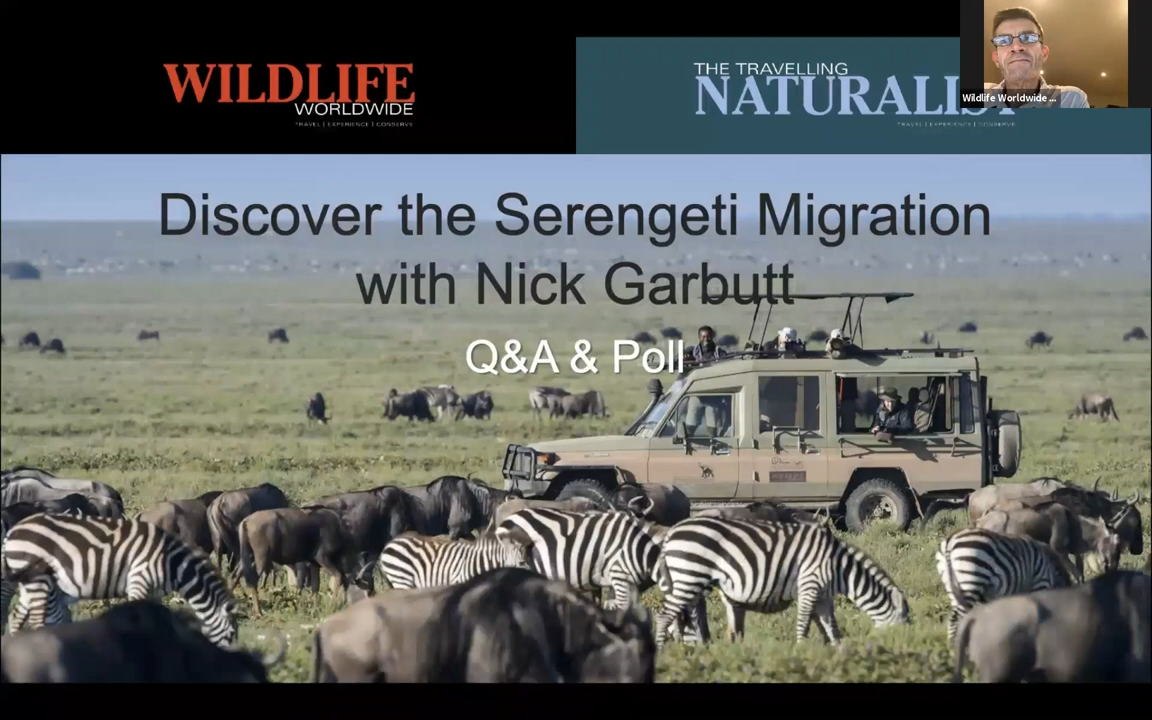 WILDLIFE
WORLDWIDE
TRAVEL | EXPERIENCE | CONSERVE
THE TRAVELLING
NATURALIST
TRAVEL | EXPERIENCE | CONSERVE
Wildlife Worldwide ...
Discover the Serengeti Migration
with Nick Garbutt
Q&A & Poll